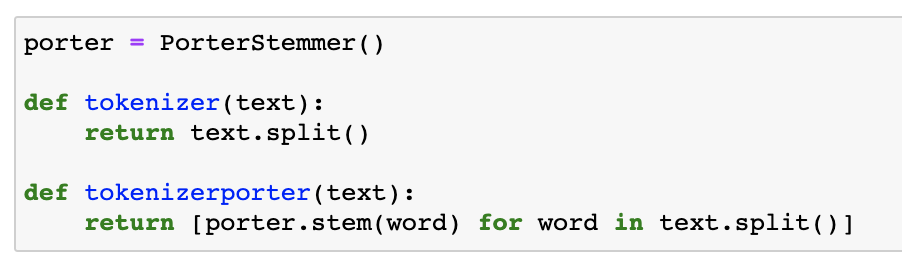 porter = PorterStemmer()
def tokenizer(text):
    return text.split()
def tokenizerporter(text):
    return [porter.stem(word) for word in text.split()]